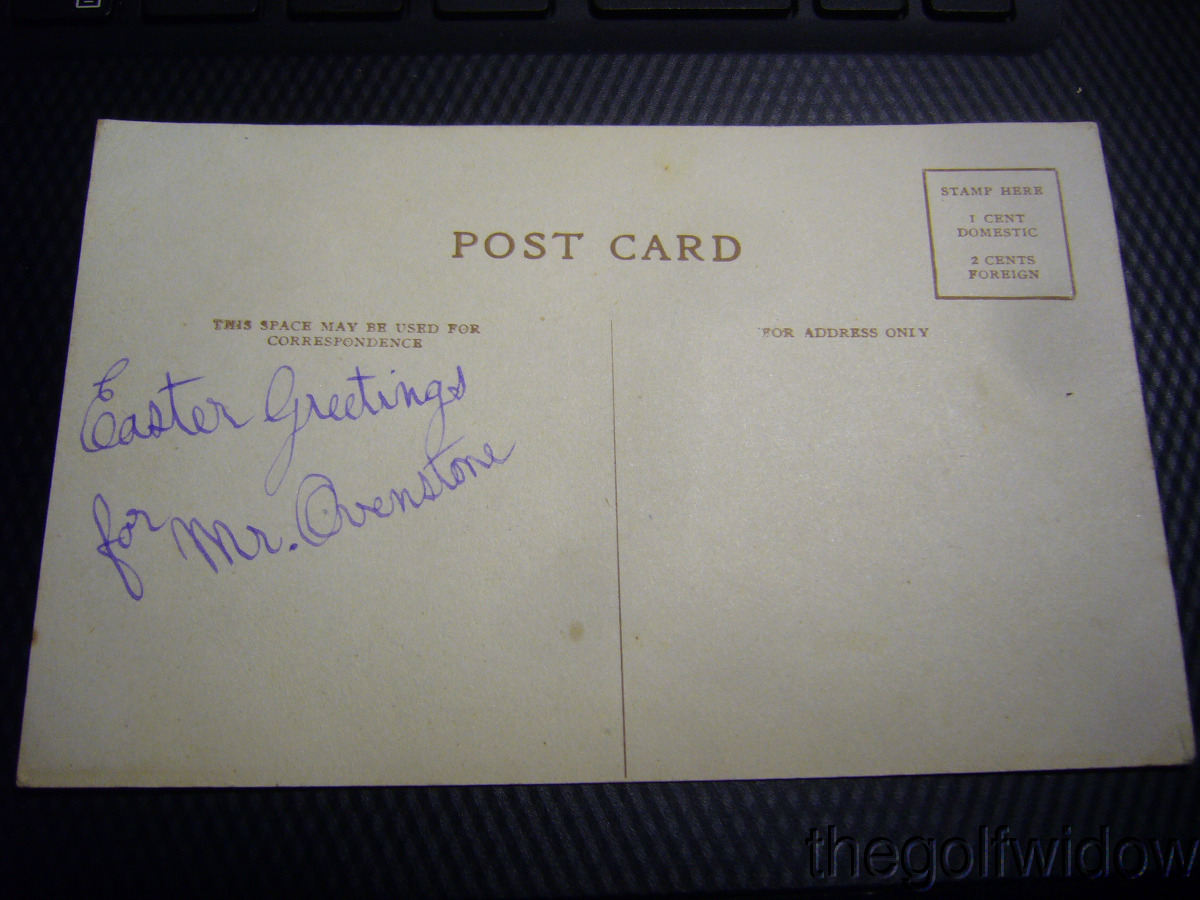 POST CARD
STAMP HERE
1 CENT
DOMESTIC
2 CENTS
FOREIGN
THIS SPACE MAY BE USED FOR
CORRESPONDENCE
FOR ADDRESS ONLY
Easter Greetings
for Mr. Ovenstone
thegolfwidow